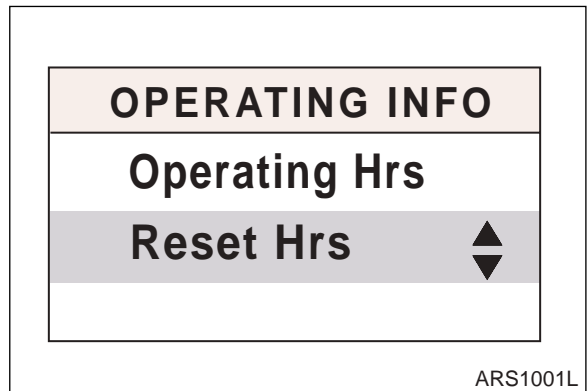 OPERATING INFO
Operating Hrs
Reset Hrs
ARS1001L